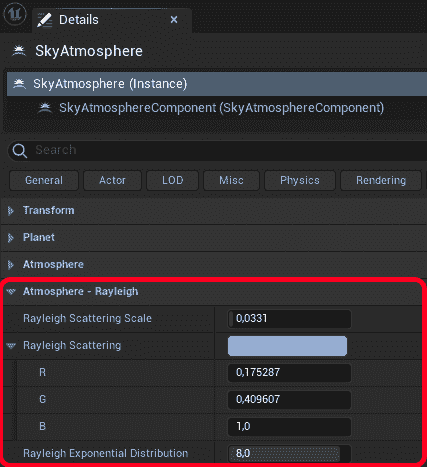 Details ×
SkyAtmosphere
SkyAtmosphere (Instance)
SkyAtmosphereComponent (SkyAtmosphereComponent)
Search
General Actor LOD Misc Physics Rendering
Transform
Planet
Atmosphere
Atmosphere - Rayleigh
Rayleigh Scattering Scale 0,0331
Rayleigh Scattering
R 0,175287
G 0,409607
B 1,0
Rayleigh Exponential Distribution 8,0